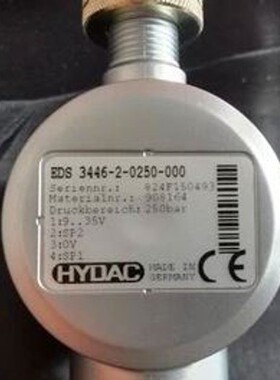 EDS 3446-2-0250-000
Seriennr.: 824F150493
Materialnr.: 908164
Druckbereich: 250bar
1:9..35V
2:SP2
3:0V
4:SP1
HYDAC MADE IN GERMANY CE